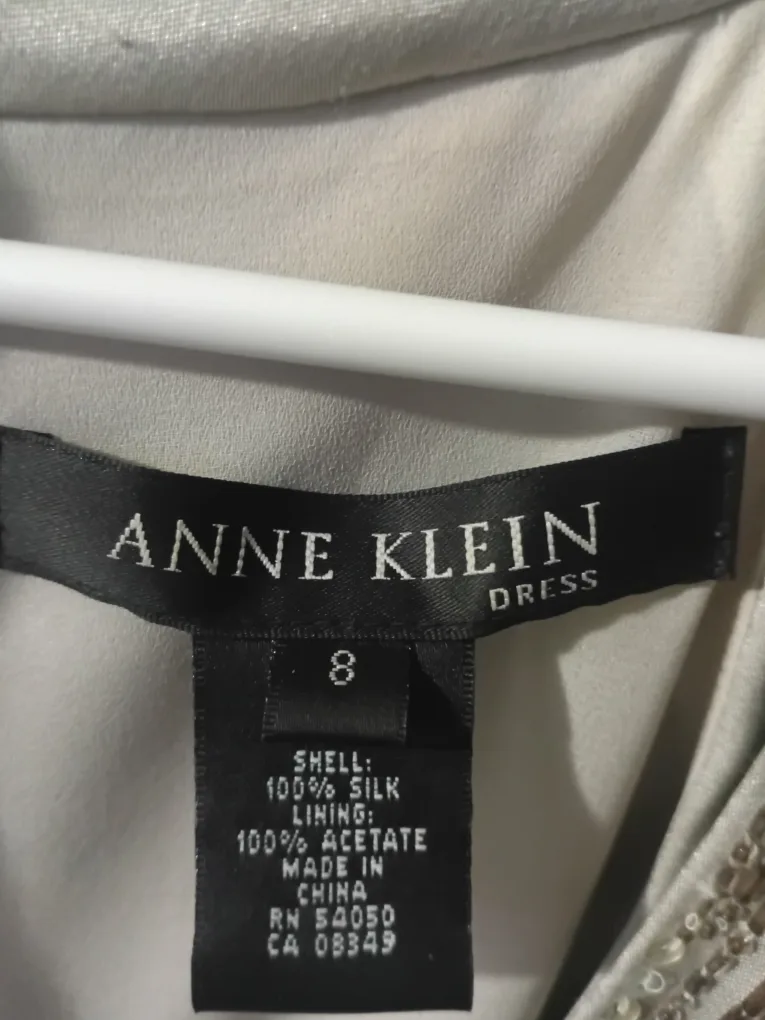 ANNE KLEIN
DRESS
8
SHELL:
100% SILK
LINING:
100% ACETATE
MADE IN
CHINA
RN 54050
CA 08349